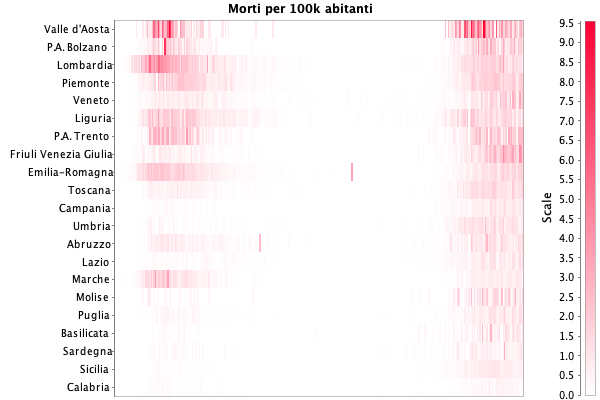 Morti per 100k abitanti
Valle d'Aosta
P.A. Bolzano
Lombardia
Piemonte
Veneto
Liguria
P.A. Trento
Friuli Venezia Giulia
Emilia-Romagna
Toscana
Campania
Umbria
Abruzzo
Lazio
Marche
Molise
Puglia
Basilicata
Sardegna
Sicilia
Calabria
Scale
9.5
9.0
8.5
8.0
7.5
7.0
6.5
6.0
5.5
5.0
4.5
4.0
3.5
3.0
2.5
2.0
1.5
1.0
0.5
0.0